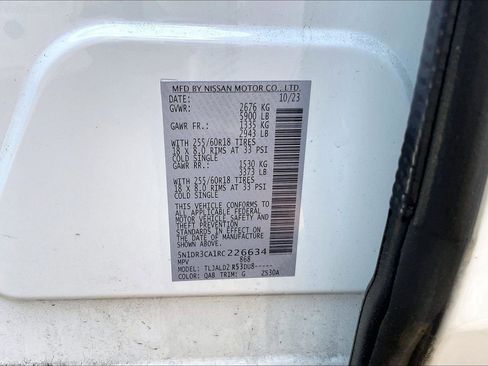 MFD BY NISSAN MOTOR CO., LTD.
DATE: 10/23
GVWR: 2676 KG
5900 LB
GAWR FR.: 1335 KG
2943 LB
WITH 255/60R18 TIRES
18 X 8.0 RIMS AT 33 PSI
COLD SINGLE
GAWR RR.: 1530 KG
3373 LB
WITH 255/60R18 TIRES
18 X 8.0 RIMS AT 33 PSI
COLD SINGLE
THIS VEHICLE CONFORMS TO
ALL APPLICABLE FEDERAL
MOTOR VEHICLE SAFETY AND
THEFT PREVENTION
STANDARDS IN EFFECT ON
THE DATE OF MANUFACTURE
SHOWN ABOVE.
5N1DR3CA1RC226634
MPV 868
MODEL TLJALDZ R53DU8-----
COLOR: QAB TRIM: G ZS30A